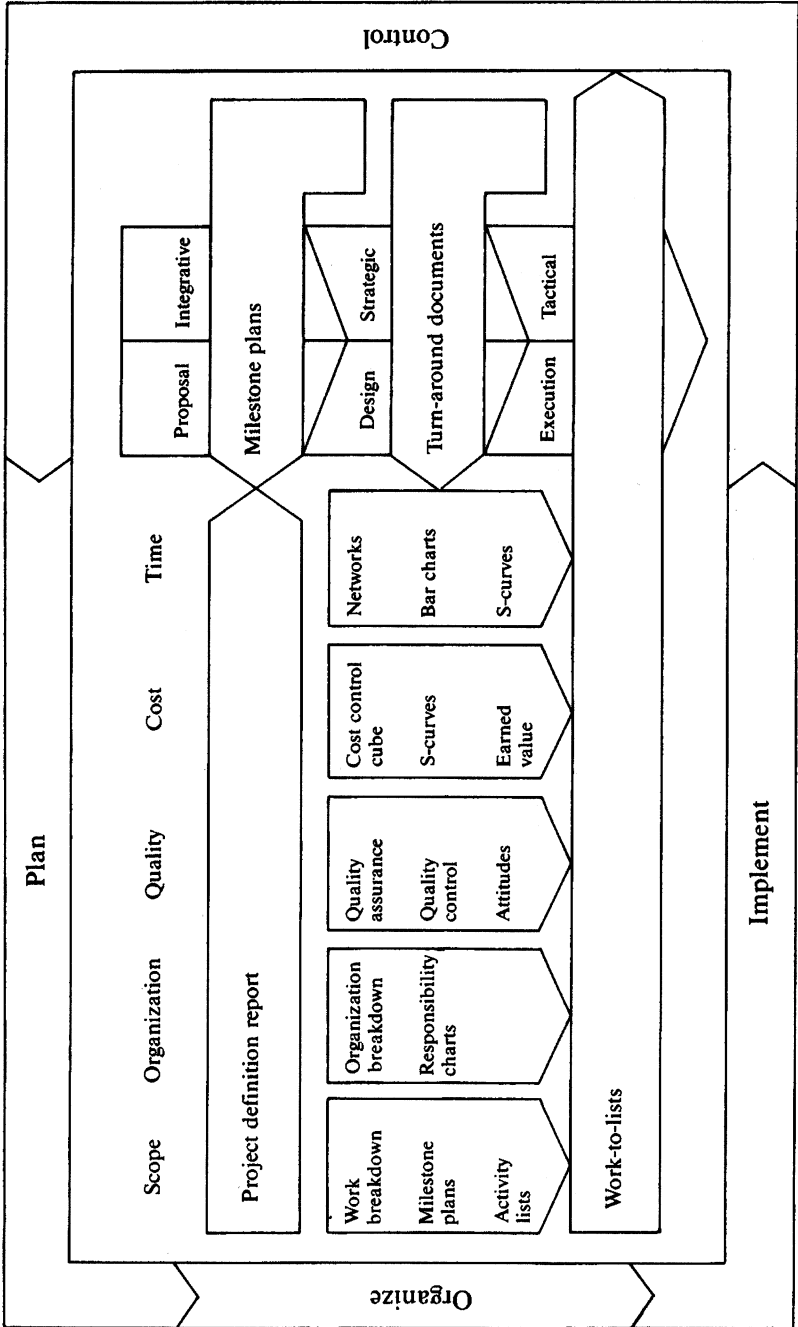 Plan
Control
Organize
Implement
Scope
Organization
Quality
Cost
Time
Proposal
Integrative
Project definition report
Milestone plans
Work
breakdown
Milestone
plans
Activity
lists
Organization
breakdown
Responsibility
charts
Quality
assurance
Quality
control
Attitudes
Cost control
cube
S-curves
Earned
value
Networks
Bar charts
S-curves
Design
Strategic
Turn-around documents
Execution
Tactical
Work-to-lists